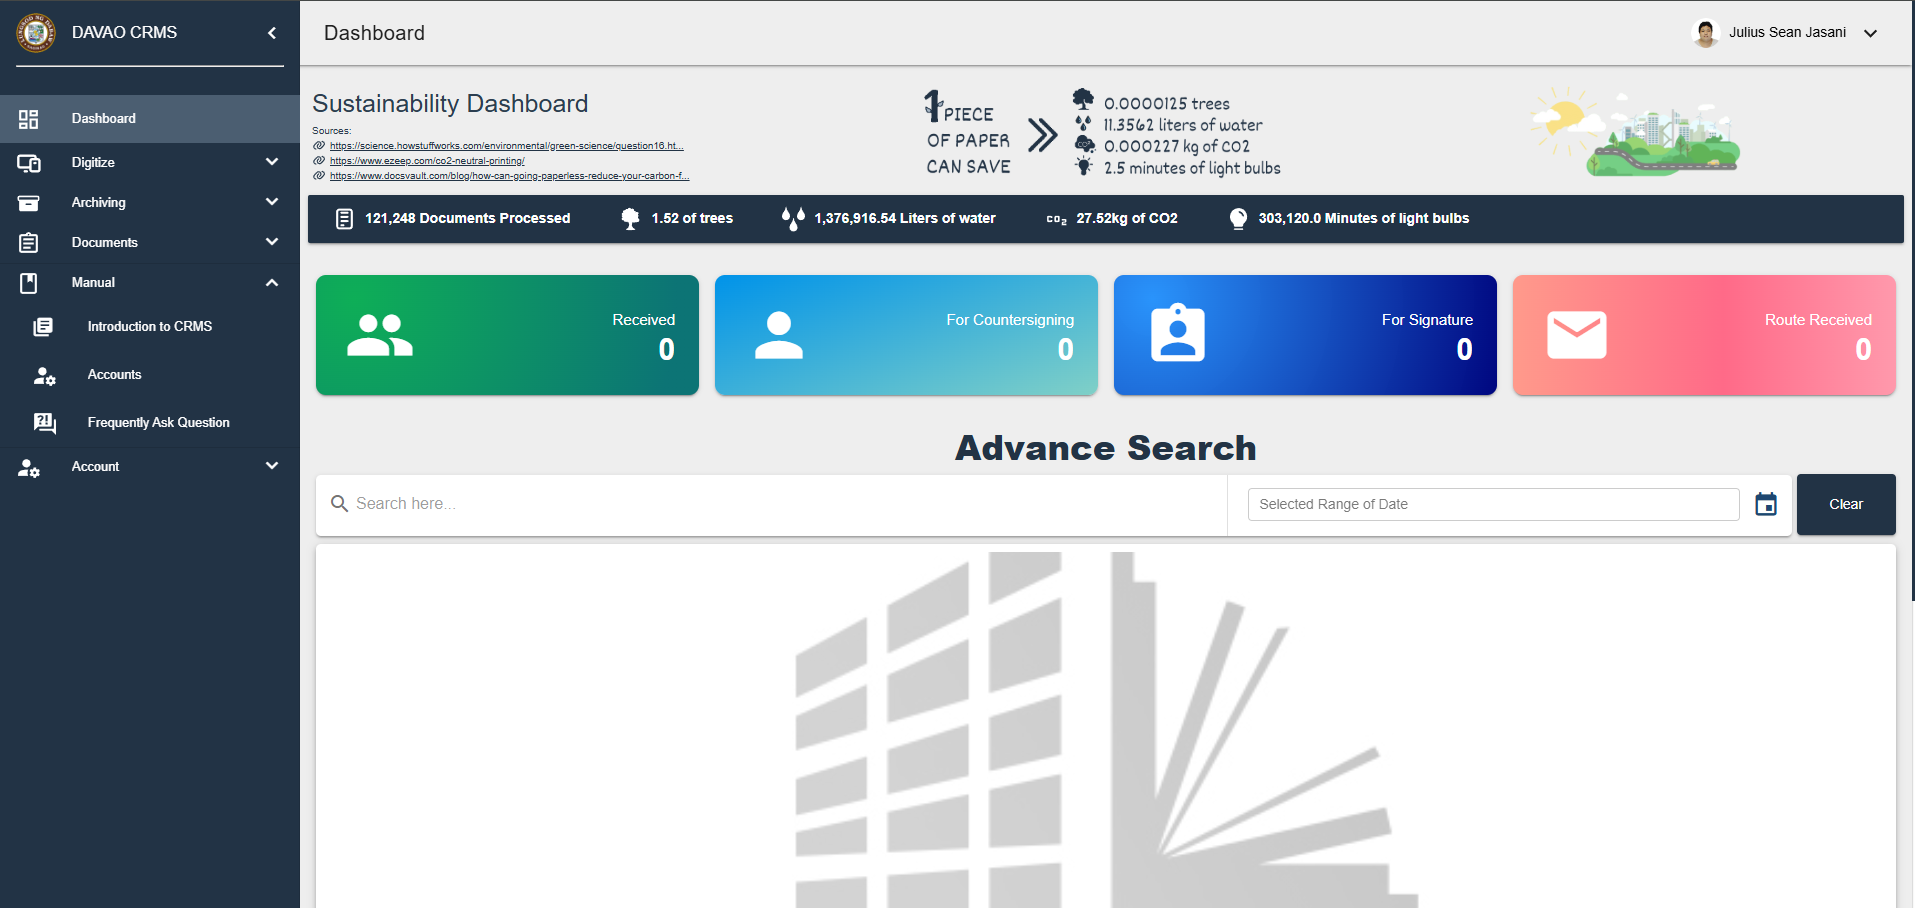 DAVAO CRMS
Dashboard
Digitize
Archiving
Documents
Manual
Introduction to CRMS
Accounts
Frequently Ask Question
Account
Dashboard
Julius Sean Jasani
Sustainability Dashboard
Sources:
https://science.howstuffworks.com/environmental/green-science/question16.ht...
https://www.ezeep.com/co2-neutral-printing/
https://www.docsvault.com/blog/how-can-going-paperless-reduce-your-carbon-f...
1 PIECE
OF PAPER
CAN SAVE
0.0000125 trees
11.3562 liters of water
0.000227 kg of CO2
2.5 minutes of light bulbs
121,248 Documents Processed
1.52 of trees
1,376,916.54 Liters of water
CO2 27.52kg of CO2
303,120.0 Minutes of light bulbs
Received
0
For Countersigning
0
For Signature
0
Route Received
0
Advance Search
Search here...
Selected Range of Date
Clear